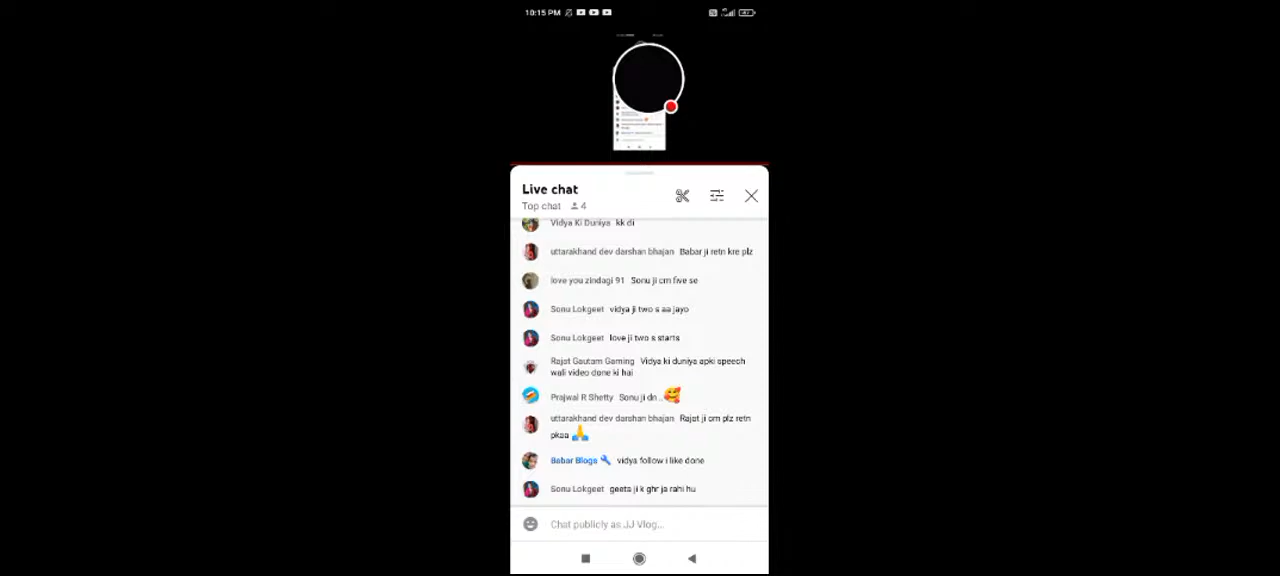 10:15 PM
Live chat
Top chat 4
Vidya Ki Duniya kk di
uttarakhand dev darshan bhajan Babar ji retn kre plz
love you zindagi 91 Sonu ji cm five se
Sonu Lokgeet vidya ji two s aa jayo
Sonu Lokgeet love ji two s starts
Rajat Gautam Gaming Vidya ki duniya apki speech
wali video done ki hai
Prajwal R Shetty Sonu ji dn..🥰
uttarakhand dev darshan bhajan Rajat ji cm plz retn
pkaa 🙏
Babar Blogs 🔧 vidya follow i like done
Sonu Lokgeet geeta ji k ghr ja rahi hu
Chat publicly as JJ Vlog...